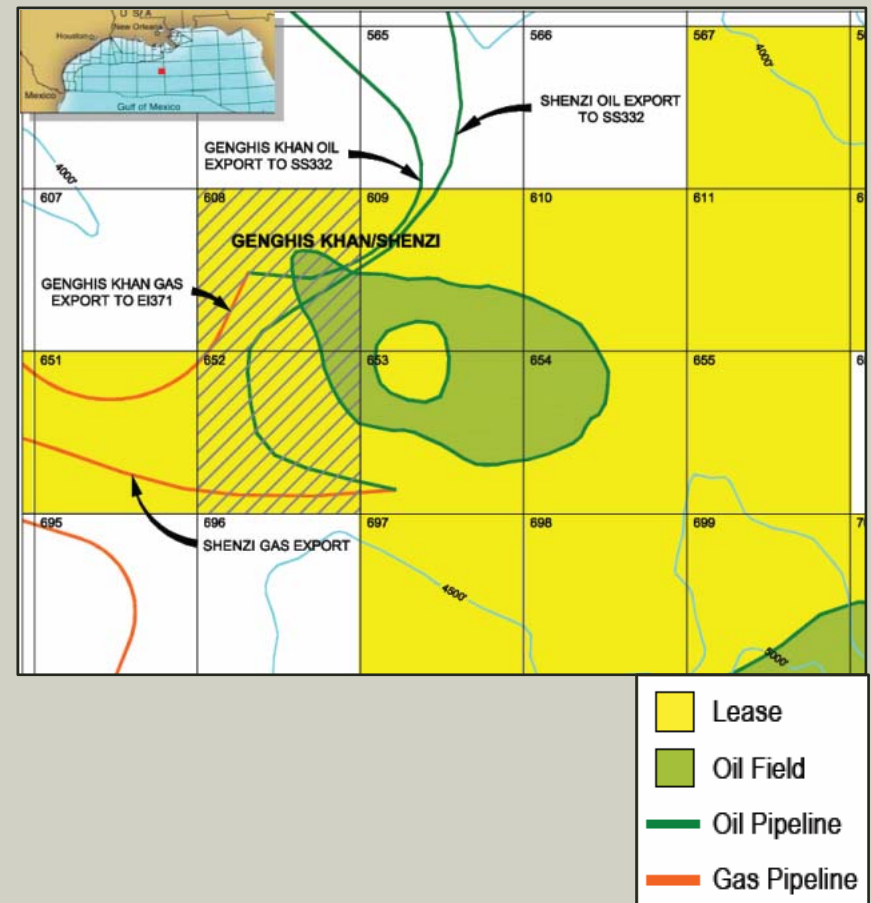 U S A
New Orleans
Houston
Mexico
Gulf of Mexico
565
566
567
4000'
SHENZI OIL EXPORT
TO SS332
GENGHIS KHAN OIL
EXPORT TO SS332
4000'
607
608
609
610
611
6
GENGHIS KHAN/SHENZI
GENGHIS KHAN GAS
EXPORT TO EI371
651
652
653
654
655
695
696
697
698
699
70
SHENZI GAS EXPORT
4500'
5000'
Lease
Oil Field
Oil Pipeline
Gas Pipeline